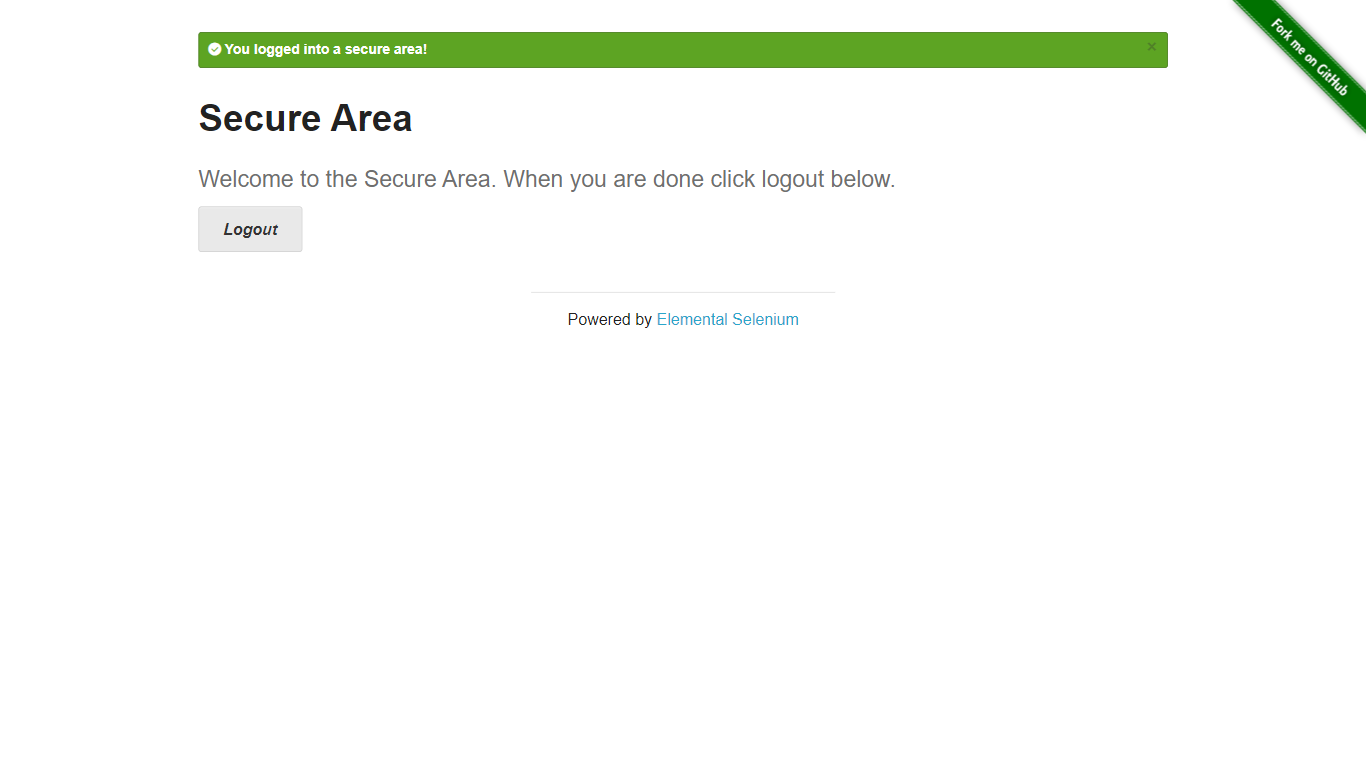 You logged into a secure area!
×
Fork me on GitHub
Secure Area
Welcome to the Secure Area. When you are done click logout below.
Logout
Powered by Elemental Selenium